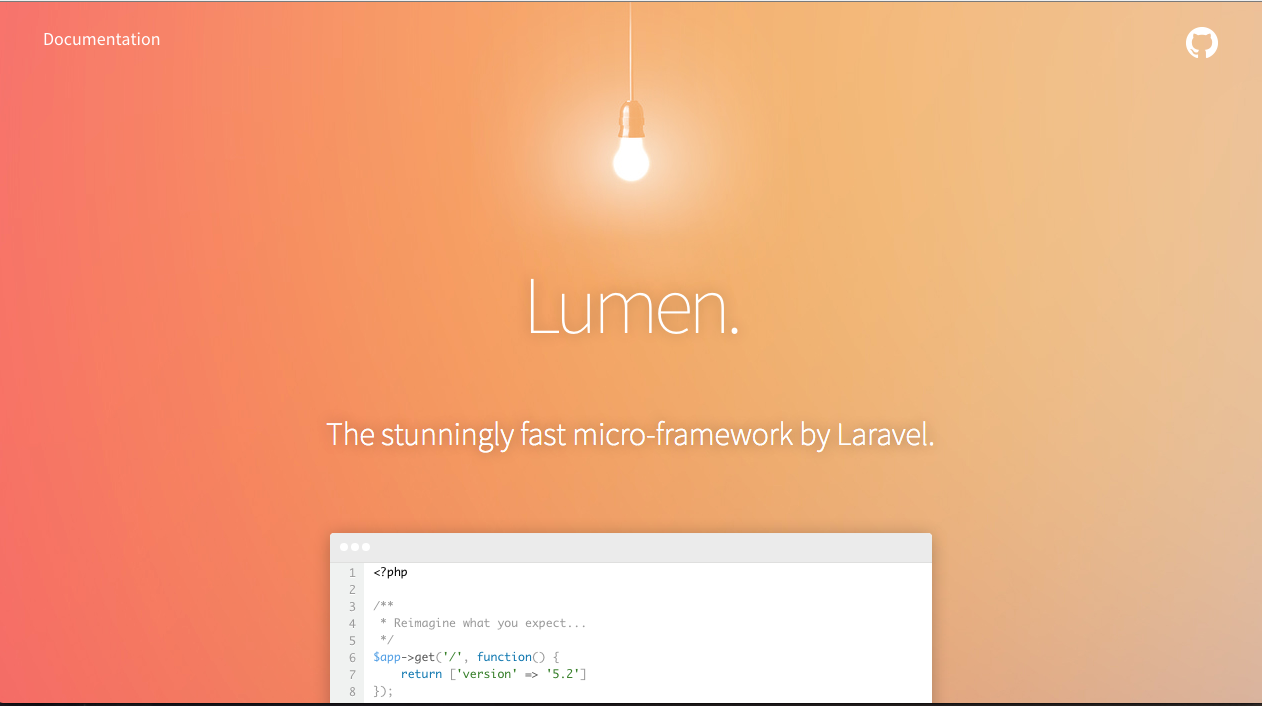 Documentation
Lumen.
The stunningly fast micro-framework by Laravel.
1 <?php
2
3 /**
4  * Reimagine what you expect...
5  */
6 $app->get('/', function() {
7     return ['version' => '5.2']
8 });